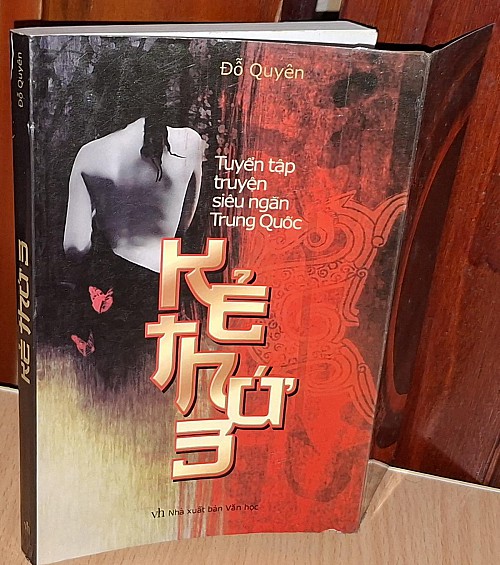 Đỗ Quyên
Tuyển tập
truyện
siêu ngắn
Trung Quốc
KẺ
THỨ
3
vh Nhà xuất bản Văn học
Đỗ Quyên
KẺ THỨ 3